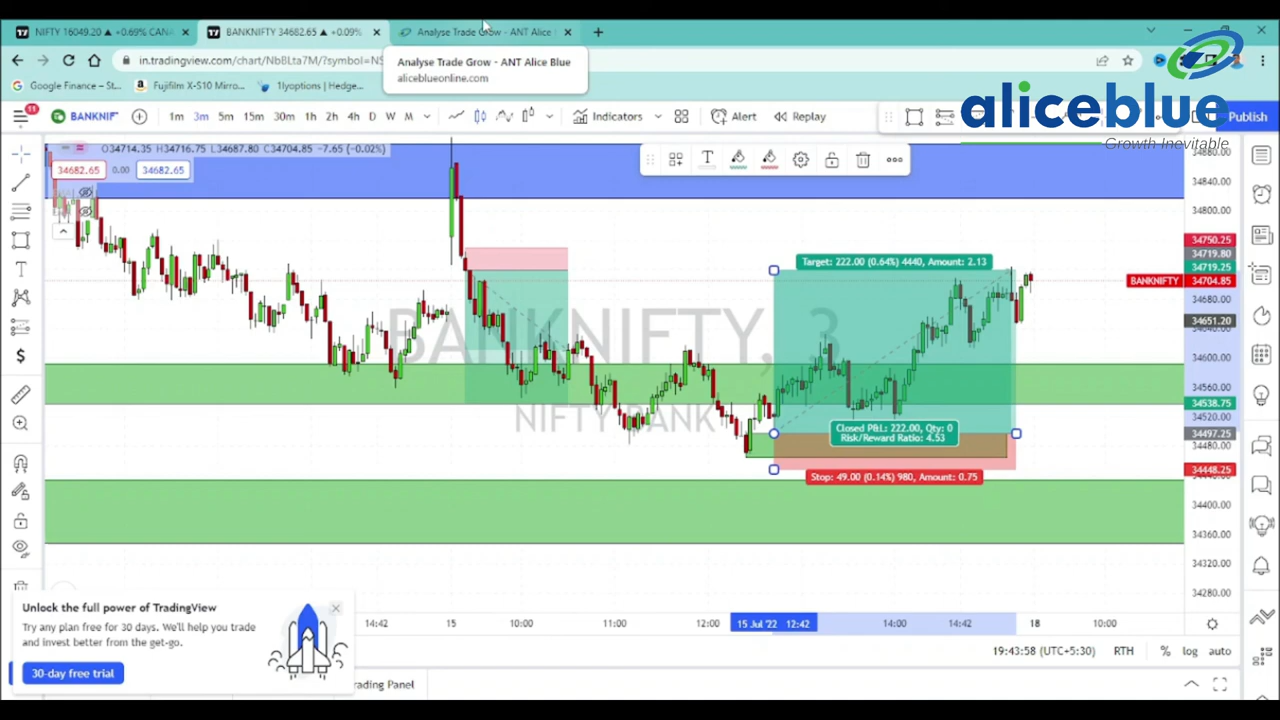 NIFTY 16049.20 ▲ +0.69% CANA
BANKNIFTY 34682.65 ▲ +0.09%
Analyse Trade Grow - ANT Alice
in.tradingview.com/chart/NbBLta7M/?symbol=NS
Analyse Trade Grow - ANT Alice Blue
aliceblueonline.com
Google Finance – St...
Fujifilm X-S10 Mirro...
1lyoptions | Hedge...
aliceblue
Growth Inevitable
11
BANKNIF
1m 3m 5m 15m 30m 1h 2h 4h D W M
Indicators
Alert
Replay
Publish
O34714.35 H34716.75 L34687.80 C34704.85 -7.65 (-0.02%)
34682.65 0.00 34682.65
BANKNIFTY, 3
NIFTY BANK
Target: 222.00 (0.64%) 4440, Amount: 2.13
Closed P&L: 222.00, Qty: 0
Risk/Reward Ratio: 4.53
Stop: 49.00 (0.14%) 980, Amount: 0.75
34880.00
34840.00
34800.00
34750.25
34719.80
34719.25
BANKNIFTY 34704.85
34680.00
34651.20
34600.00
34560.00
34538.75
34520.00
34497.25
34480.00
34448.25
34400.00
34360.00
34320.00
34280.00
14:42 15 10:00 11:00 12:00 15 Jul '22 12:42 14:00 14:42 18 10:00
19:43:58 (UTC+5:30) RTH % log auto
Unlock the full power of TradingView
Try any plan free for 30 days. We'll help you trade
and invest better from the get-go.
30-day free trial
rading Panel